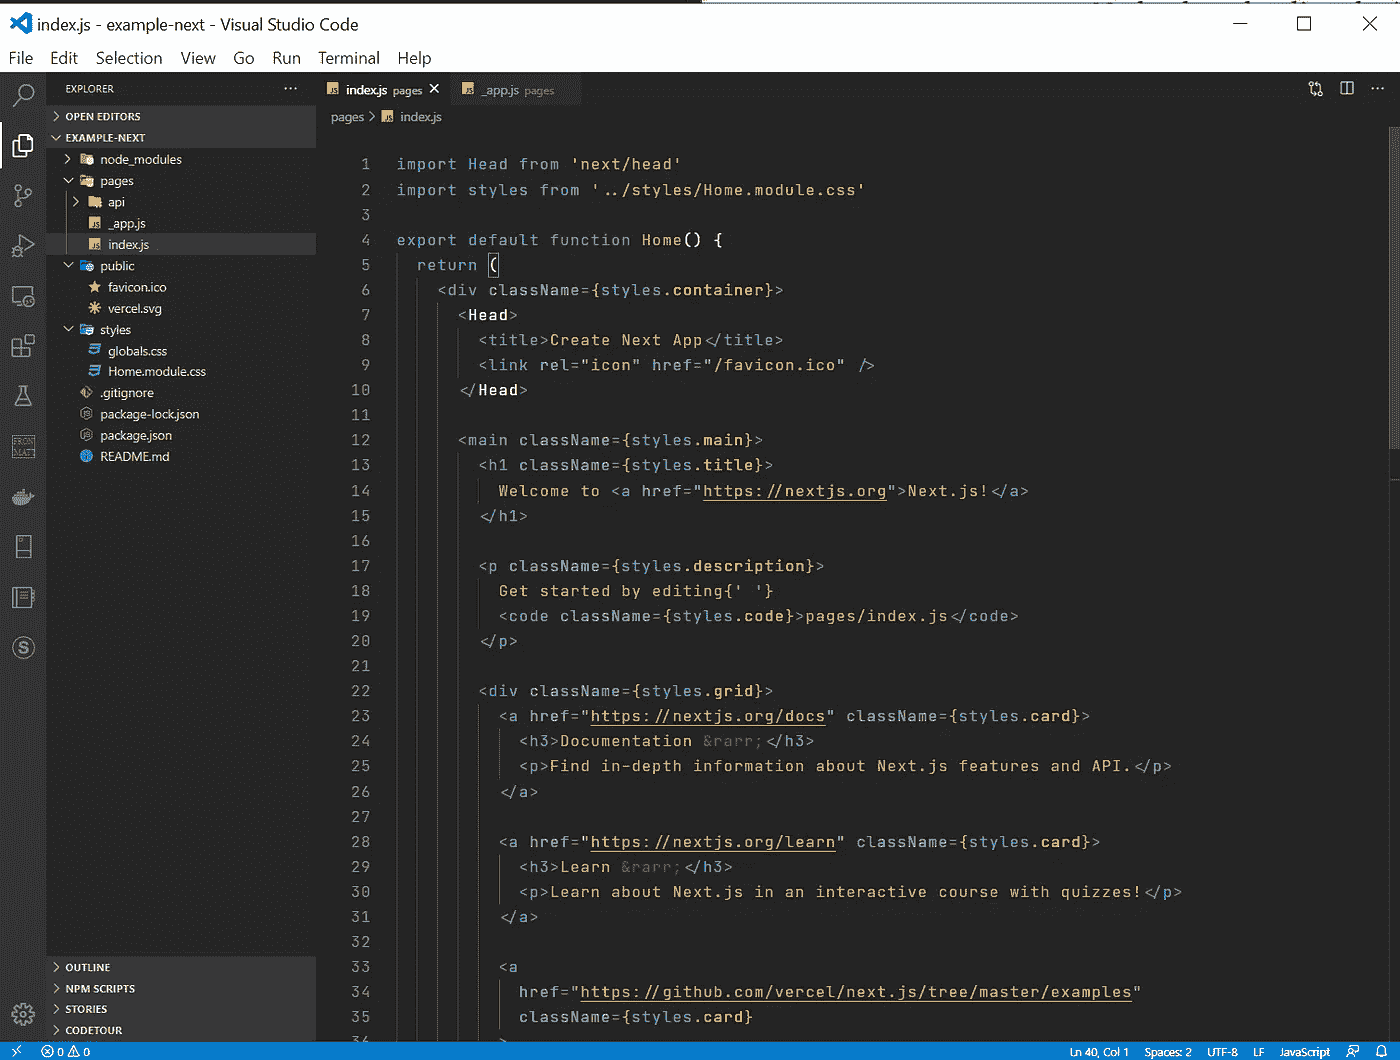 index.js - example-next - Visual Studio Code
File Edit Selection View Go Run Terminal Help
EXPLORER
OPEN EDITORS
EXAMPLE-NEXT
node_modules
pages
api
_app.js
index.js
public
favicon.ico
vercel.svg
styles
globals.css
Home.module.css
.gitignore
package-lock.json
package.json
README.md
FRONT
MATT
OUTLINE
NPM SCRIPTS
STORIES
CODETOUR
index.js pages _app.js pages
pages > index.js
1 import Head from 'next/head'
2 import styles from '../styles/Home.module.css'
3
4 export default function Home() {
5 return (
6 <div className={styles.container}>
7 <Head>
8 <title>Create Next App</title>
9 <link rel="icon" href="/favicon.ico" />
10 </Head>
11
12 <main className={styles.main}>
13 <h1 className={styles.title}>
14 Welcome to <a href="https://nextjs.org">Next.js!</a>
15 </h1>
16
17 <p className={styles.description}>
18 Get started by editing{' '}
19 <code className={styles.code}>pages/index.js</code>
20 </p>
21
22 <div className={styles.grid}>
23 <a href="https://nextjs.org/docs" className={styles.card}>
24 <h3>Documentation &rarr;</h3>
25 <p>Find in-depth information about Next.js features and API.</p>
26 </a>
27
28 <a href="https://nextjs.org/learn" className={styles.card}>
29 <h3>Learn &rarr;</h3>
30 <p>Learn about Next.js in an interactive course with quizzes!</p>
31 </a>
32
33 <a
34 href="https://github.com/vercel/next.js/tree/master/examples"
35 className={styles.card}
36 >
0 0 Ln 40, Col 1 Spaces: 2 UTF-8 LF JavaScript